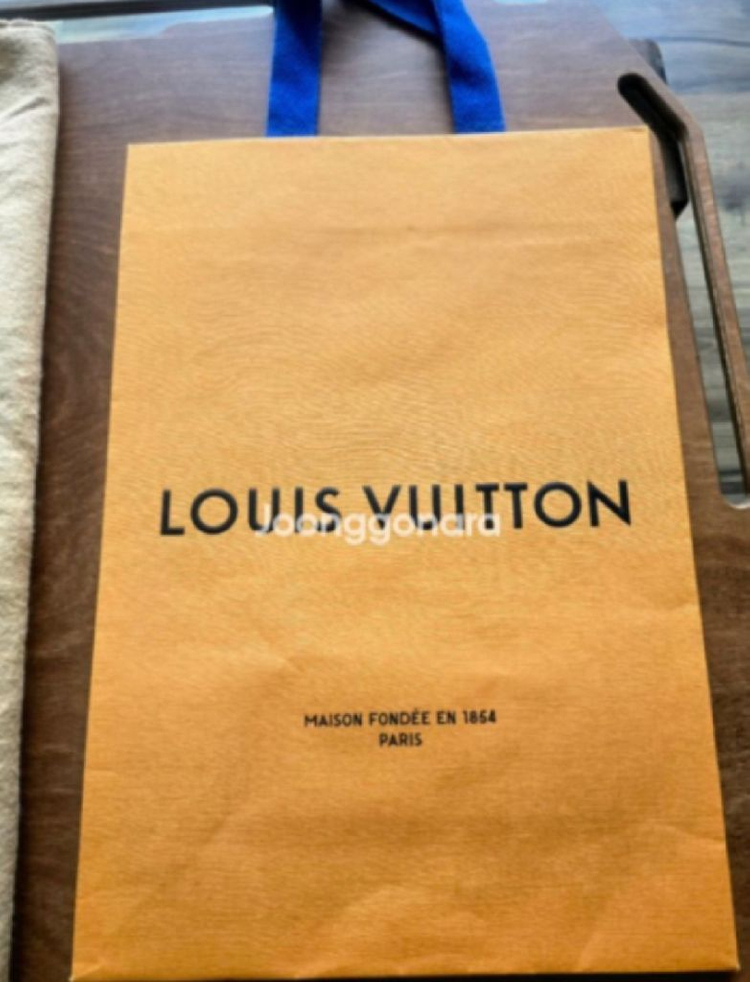 LOUIS VUITTON
Joonggonara
MAISON FONDÉE EN 1854
PARIS